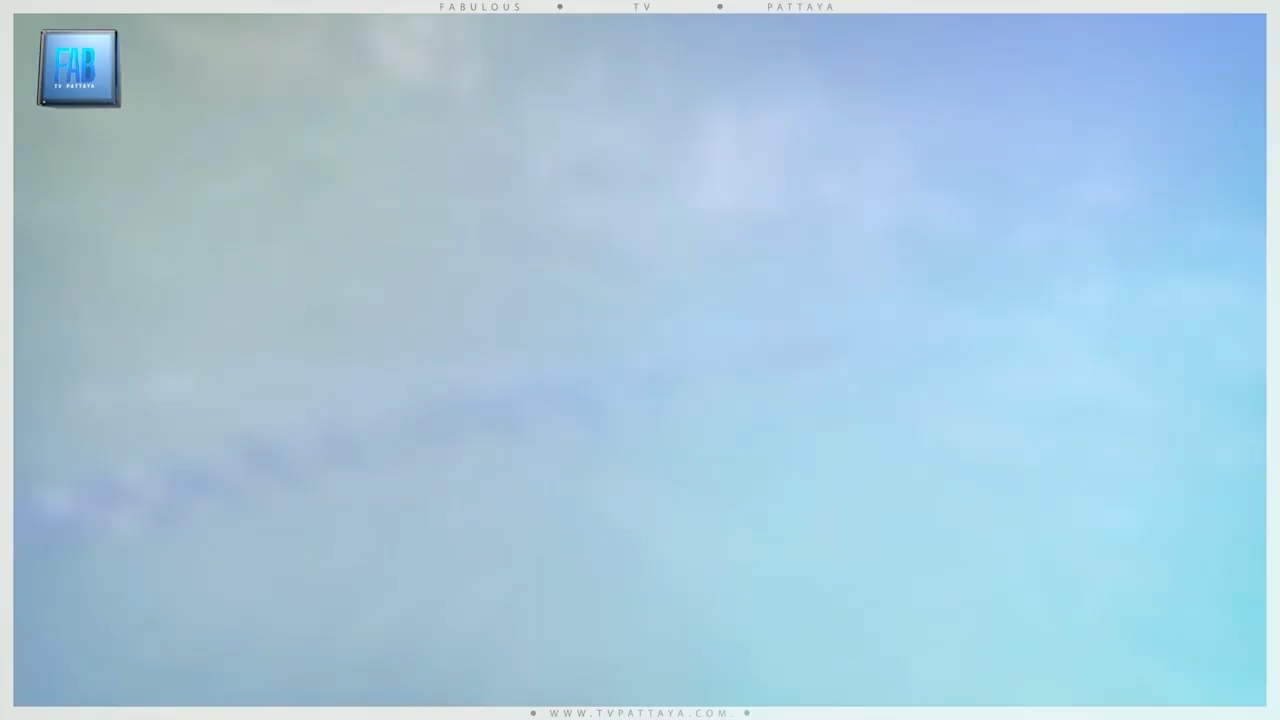 FABULOUS • TV • PATTAYA
FAB
TV PATTAYA
• WWW.TVPATTAYA.COM. •